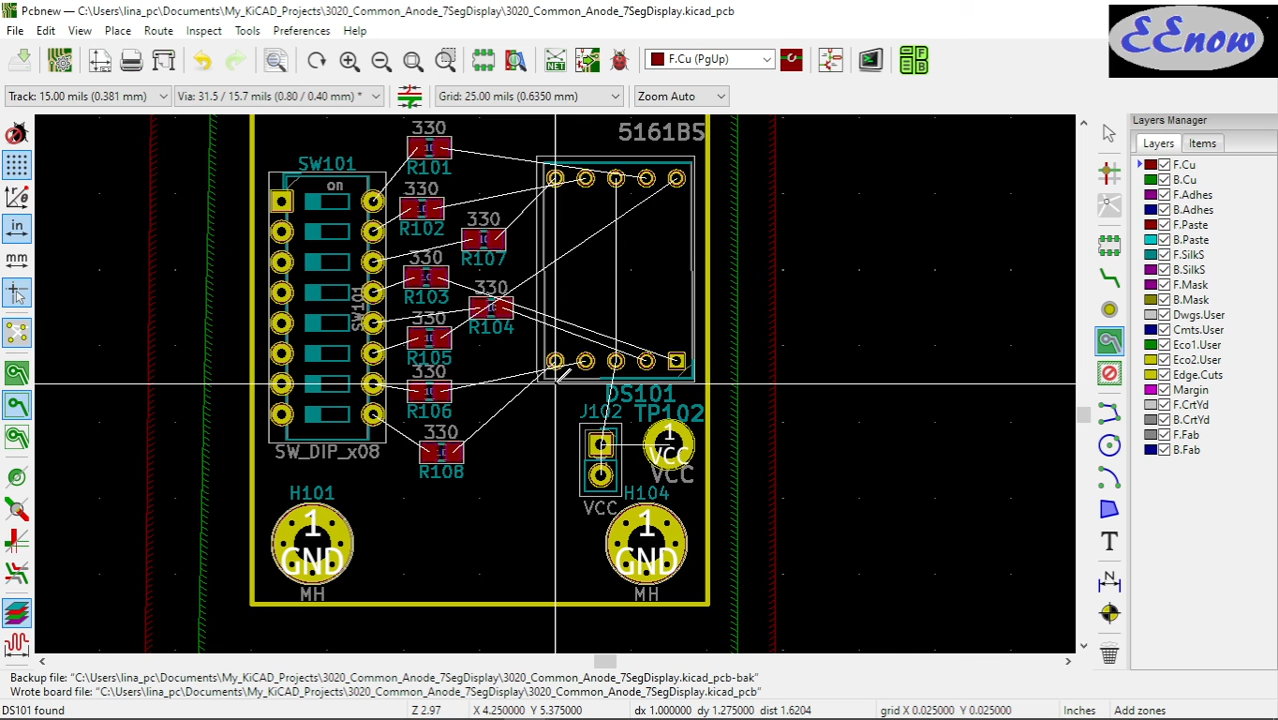 Pcbnew — C:\Users\lina_pc\Documents\My_KiCAD_Projects\3020_Common_Anode_7SegDisplay\3020_Common_Anode_7SegDisplay.kicad_pcb
EEnow
File Edit View Place Route Inspect Tools Preferences Help
NET
F.Cu (PgUp)
Track: 15.00 mils (0.381 mm)
Via: 31.5 / 15.7 mils (0.80 / 0.40 mm) *
Grid: 25.00 mils (0.6350 mm)
Zoom Auto
in
mm
Layers Manager
Layers Items
F.Cu
B.Cu
F.Adhes
B.Adhes
F.Paste
B.Paste
F.SilkS
B.SilkS
F.Mask
B.Mask
Dwgs.User
Cmts.User
Eco1.User
Eco2.User
Edge.Cuts
Margin
F.CrtYd
B.CrtYd
F.Fab
B.Fab
330
R101
5161BS
SW101
on
330
R102
330
R107
330
R103
SW101
330
R104
330
R105
330
R106
DS101
J102
TP102
1
VCC
VCC
330
R108
SW_DIP_x08
VCC
H101
1
GND
MH
H104
1
GND
MH
Backup file: "C:\Users\lina_pc\Documents\My_KiCAD_Projects\3020_Common_Anode_7SegDisplay\3020_Common_Anode_7SegDisplay.kicad_pcb-bak"
Wrote board file: "C:\Users\lina_pc\Documents\My_KiCAD_Projects\3020_Common_Anode_7SegDisplay\3020_Common_Anode_7SegDisplay.kicad_pcb"
DS101 found
Z 2.97
X 4.250000 Y 5.375000
dx 1.000000 dy 1.275000 dist 1.6204
grid X 0.025000 Y 0.025000
Inches
Add zones